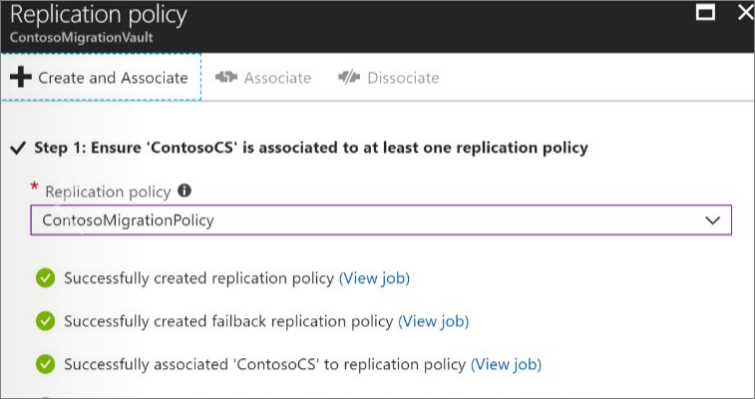 Replication policy
ContosoMigrationVault
Create and Associate Associate Dissociate
Step 1: Ensure 'ContosoCS' is associated to at least one replication policy
* Replication policy
ContosoMigrationPolicy
Successfully created replication policy (View job)
Successfully created failback replication policy (View job)
Successfully associated 'ContosoCS' to replication policy (View job)